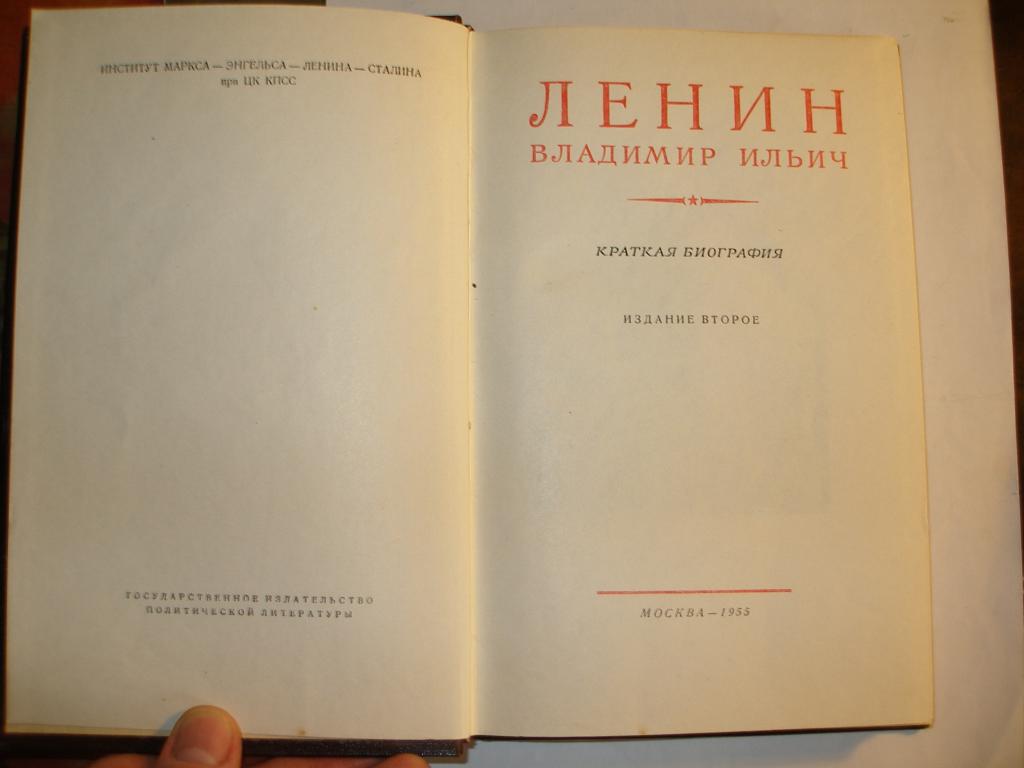 ИНСТИТУТ МАРКСА — ЭНГЕЛЬСА — ЛЕНИНА — СТАЛИНА
при ЦК КПСС
ГОСУДАРСТВЕННОЕ ИЗДАТЕЛЬСТВО
ПОЛИТИЧЕСКОЙ ЛИТЕРАТУРЫ
ЛЕНИН
ВЛАДИМИР ИЛЬИЧ
КРАТКАЯ БИОГРАФИЯ
ИЗДАНИЕ ВТОРОЕ
МОСКВА — 1955